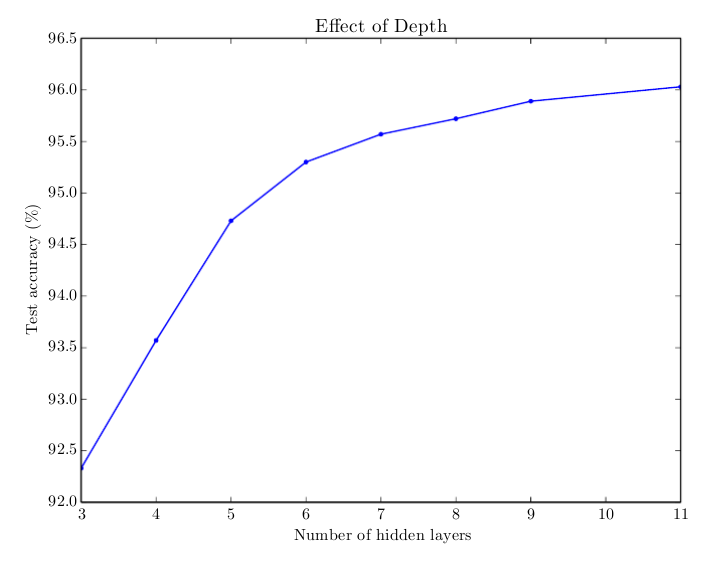 Effect of Depth
96.5
96.0
95.5
95.0
94.5
94.0
93.5
93.0
92.5
92.0
Test accuracy (%)
3 4 5 6 7 8 9 10 11
Number of hidden layers